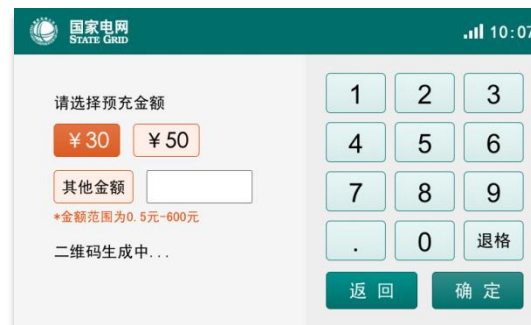 国家电网
STATE GRID
10:07
请选择预充金额
¥30 ¥50
其他金额
*金额范围为0.5元-600元
二维码生成中...
1 2 3
4 5 6
7 8 9
. 0 退格
返回 确定